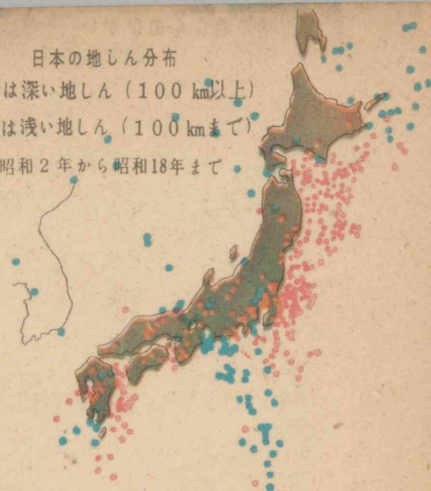 日本の地しん分布
は深い地しん（100km以上）
は浅い地しん（100kmまで）
昭和2年から昭和18年まで